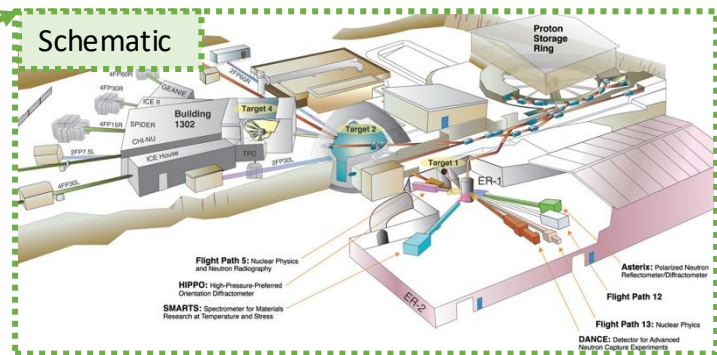 Schematic
Proton
Storage
Ring
4FP60R
4FP30R
GEANIE
2FP60R
ICE II
Building
1302
Target 4
4FP15R
SPIDER
CHI-NU
Target 2
2FP7.5L
ICE House
TPC
2FP30L
4FP30L
Target 1
ER-1
ER-2
Flight Path 5: Nuclear Physics
and Neutron Radiography
HIPPO: High-Pressure-Preferred
Orientation Diffractometer
SMARTS: Spectrometer for Materials
Research at Temperature and Stress
Asterix: Polarized Neutron
Reflectometer/Diffractometer
Flight Path 12
Flight Path 13: Nuclear Phyics
DANCE: Detector for Advanced
Neutron Capture Experiments